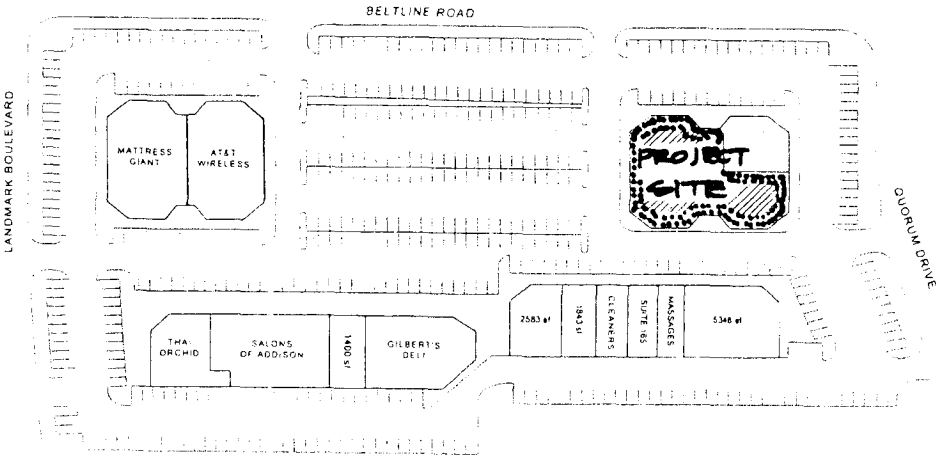 BELTLINE ROAD
LANDMARK BOULEVARD
MATTRESS
GIANT
AT&T
WIRELESS
PROJECT
SITE
QUORUM DRIVE
THAI
ORCHID
SALONS
OF ADDISON
1400 sf
GILBERT'S
DELI
2583 sf
1843 sf
CLEANERS
SUITE 165
MASSAGES
5348 sf